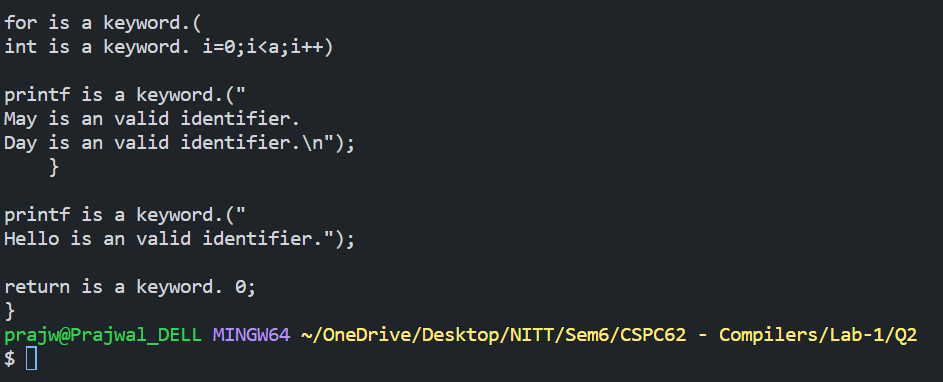 for is a keyword.(
int is a keyword. i=0;i<a;i++)
printf is a keyword.("
May is an valid identifier.
Day is an valid identifier.\n");
}
printf is a keyword.("
Hello is an valid identifier.");
return is a keyword. 0;
}
prajw@Prajwal_DELL MINGW64 ~/OneDrive/Desktop/NITT/Sem6/CSPC62 - Compilers/Lab-1/Q2
$